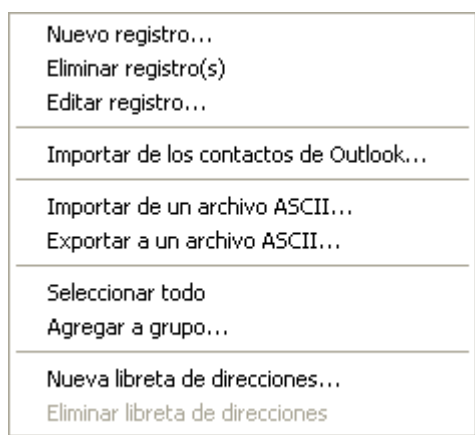 Nuevo registro...
Eliminar registro(s)
Editar registro...
Importar de los contactos de Outlook...
Importar de un archivo ASCII...
Exportar a un archivo ASCII...
Seleccionar todo
Agregar a grupo...
Nueva libreta de direcciones...
Eliminar libreta de direcciones